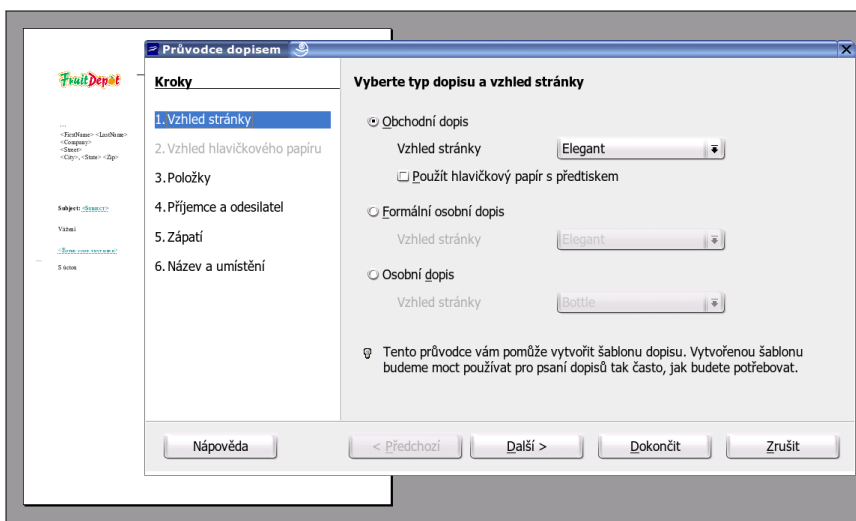 Průvodce dopisem
FruitDepot
...
<FirstName> <LastName>
<Company>
<Street>
<City>, <State> <Zip>
Subject: <Subject>
Vážení
S úctou
Kroky
1. Vzhled stránky
2. Vzhled hlavičkového papíru
3. Položky
4. Příjemce a odesilatel
5. Zápatí
6. Název a umístění
Vyberte typ dopisu a vzhled stránky
Obchodní dopis
Vzhled stránky Elegant
Použít hlavičkový papír s předtiskem
Formální osobní dopis
Vzhled stránky Elegant
Osobní dopis
Vzhled stránky Bottle
Tento průvodce vám pomůže vytvořit šablonu dopisu. Vytvořenou šablonu
budeme moct používat pro psaní dopisů tak často, jak budete potřebovat.
Nápověda < Předchozí Další > Dokončit Zrušit